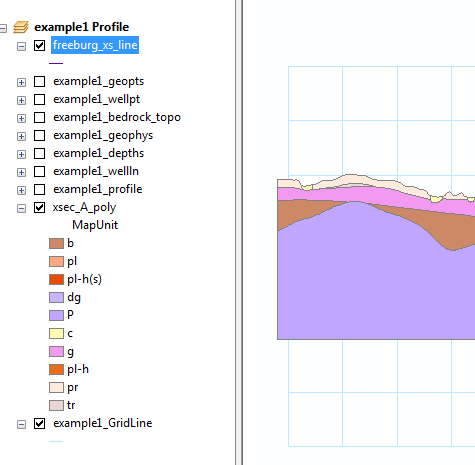 example1 Profile
freeburg_xs_line
example1_geopts
example1_wellpt
example1_bedrock_topo
example1_geophys
example1_depths
example1_wellln
example1_profile
xsec_A_poly
MapUnit
b
pl
pl-h(s)
dg
P
c
g
pl-h
pr
tr
example1_GridLine